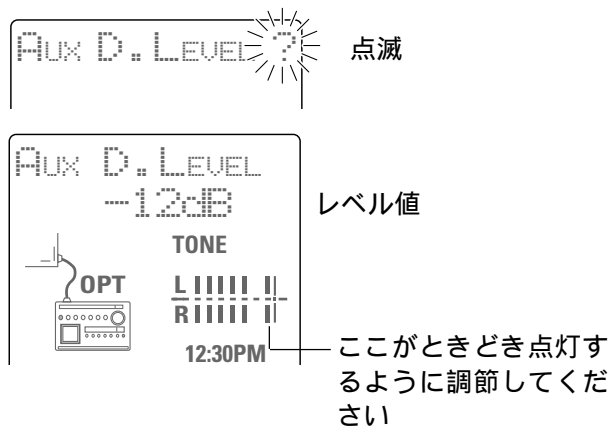 Aux D.Level ?
点滅
Aux D.Level
-12dB
レベル値
TONE
OPT
L
R
12:30PM
ここがときどき点灯す
るように調節してくだ
さい